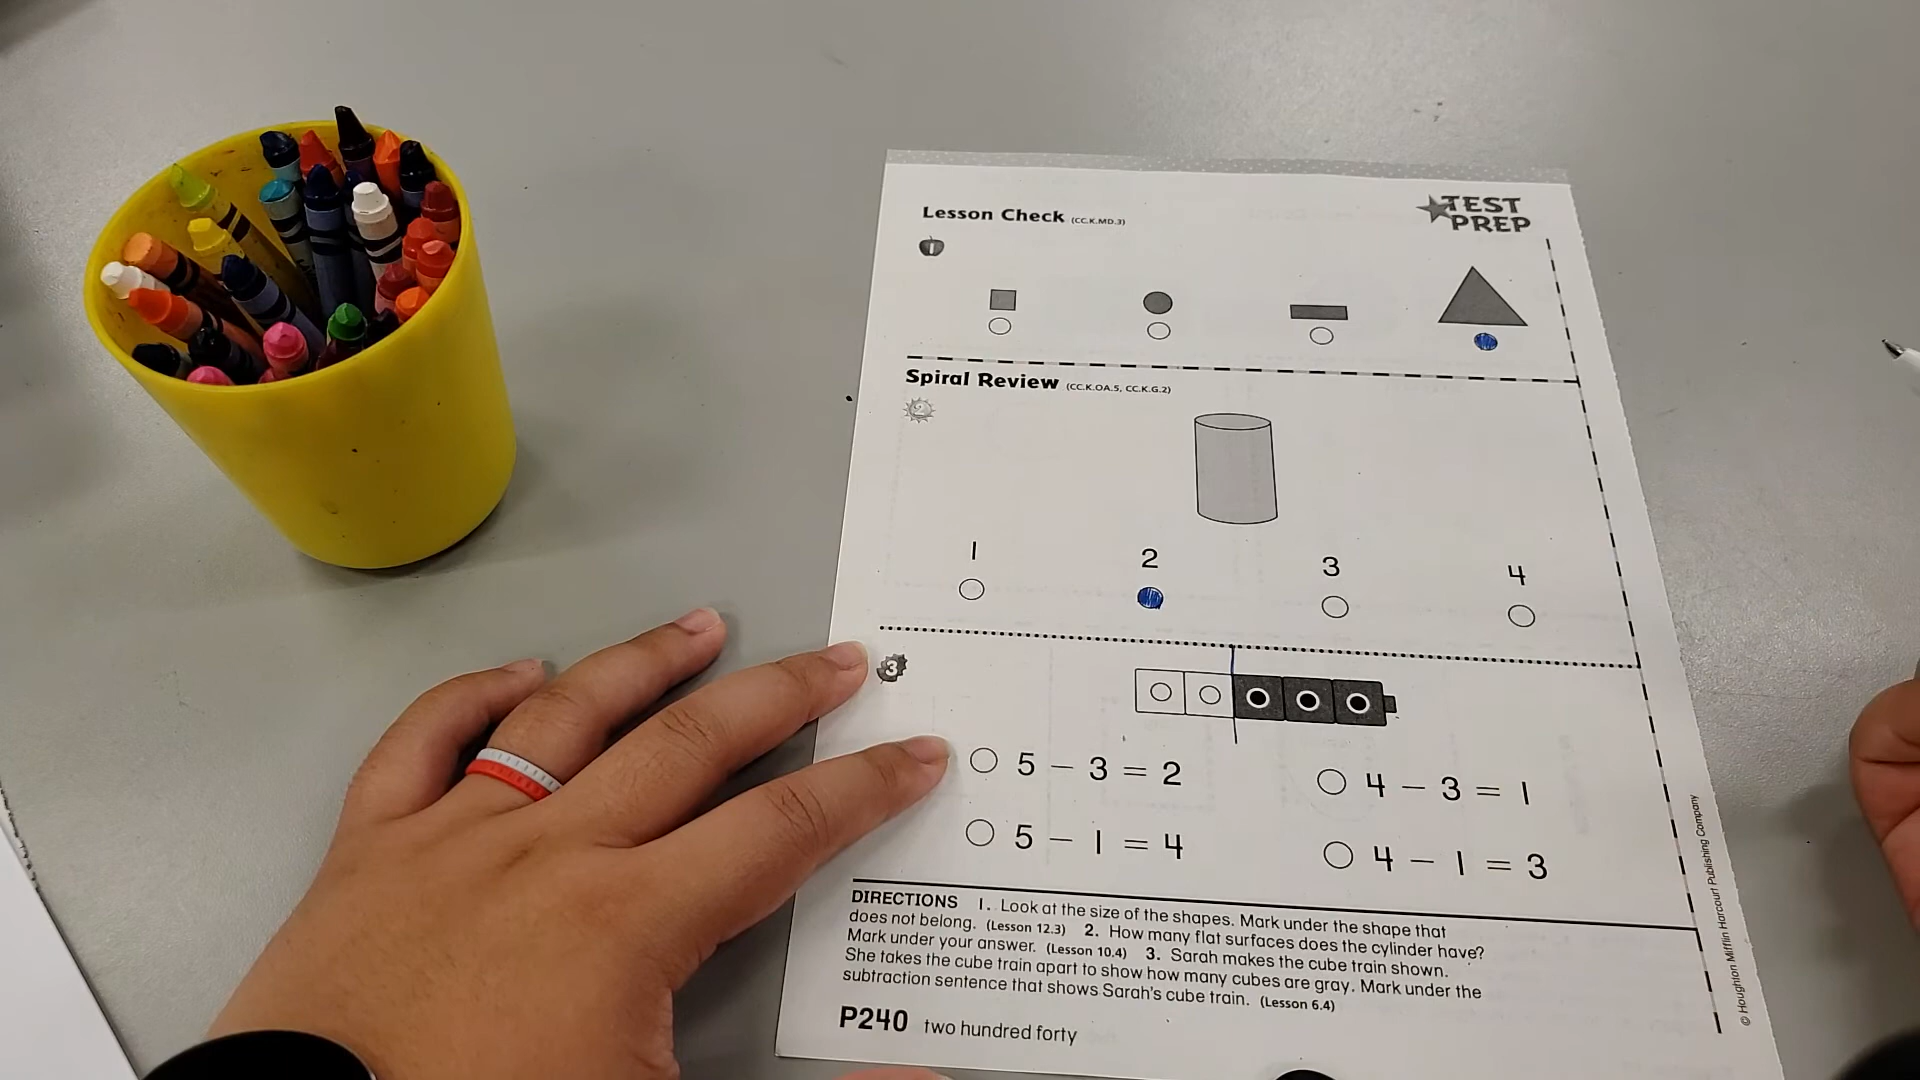 Lesson Check (CC.K.MD.3)
TEST
PREP
1
Spiral Review (CC.K.OA.5, CC.K.G.2)
2
1 2 3 4
3
5 – 3 = 2 4 – 3 = 1
5 – 1 = 4 4 – 1 = 3
DIRECTIONS 1. Look at the size of the shapes. Mark under the shape that
does not belong. (Lesson 12.3) 2. How many flat surfaces does the cylinder have?
Mark under your answer. (Lesson 10.4) 3. Sarah makes the cube train shown.
She takes the cube train apart to show how many cubes are gray. Mark under the
subtraction sentence that shows Sarah's cube train. (Lesson 6.4)
P240 two hundred forty
© Houghton Mifflin Harcourt Publishing Company